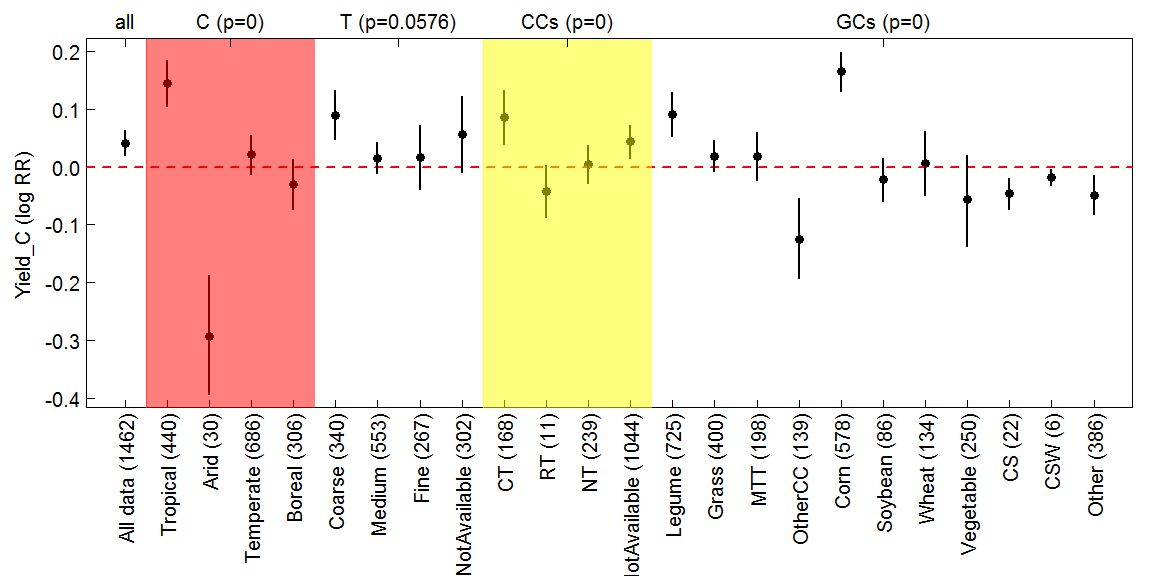 all C (p=0) T (p=0.0576) CCs (p=0) GCs (p=0)
0.2
0.1
0.0
-0.1
-0.2
-0.3
-0.4
Yield_C (log RR)
All data (1462)
Tropical (440)
Arid (30)
Temperate (686)
Boreal (306)
Coarse (340)
Medium (553)
Fine (267)
NotAvailable (302)
CT (168)
RT (11)
NT (239)
lotAvailable (1044)
Legume (725)
Grass (400)
MTT (198)
OtherCC (139)
Corn (578)
Soybean (86)
Wheat (134)
Vegetable (250)
CS (22)
CSW (6)
Other (386)